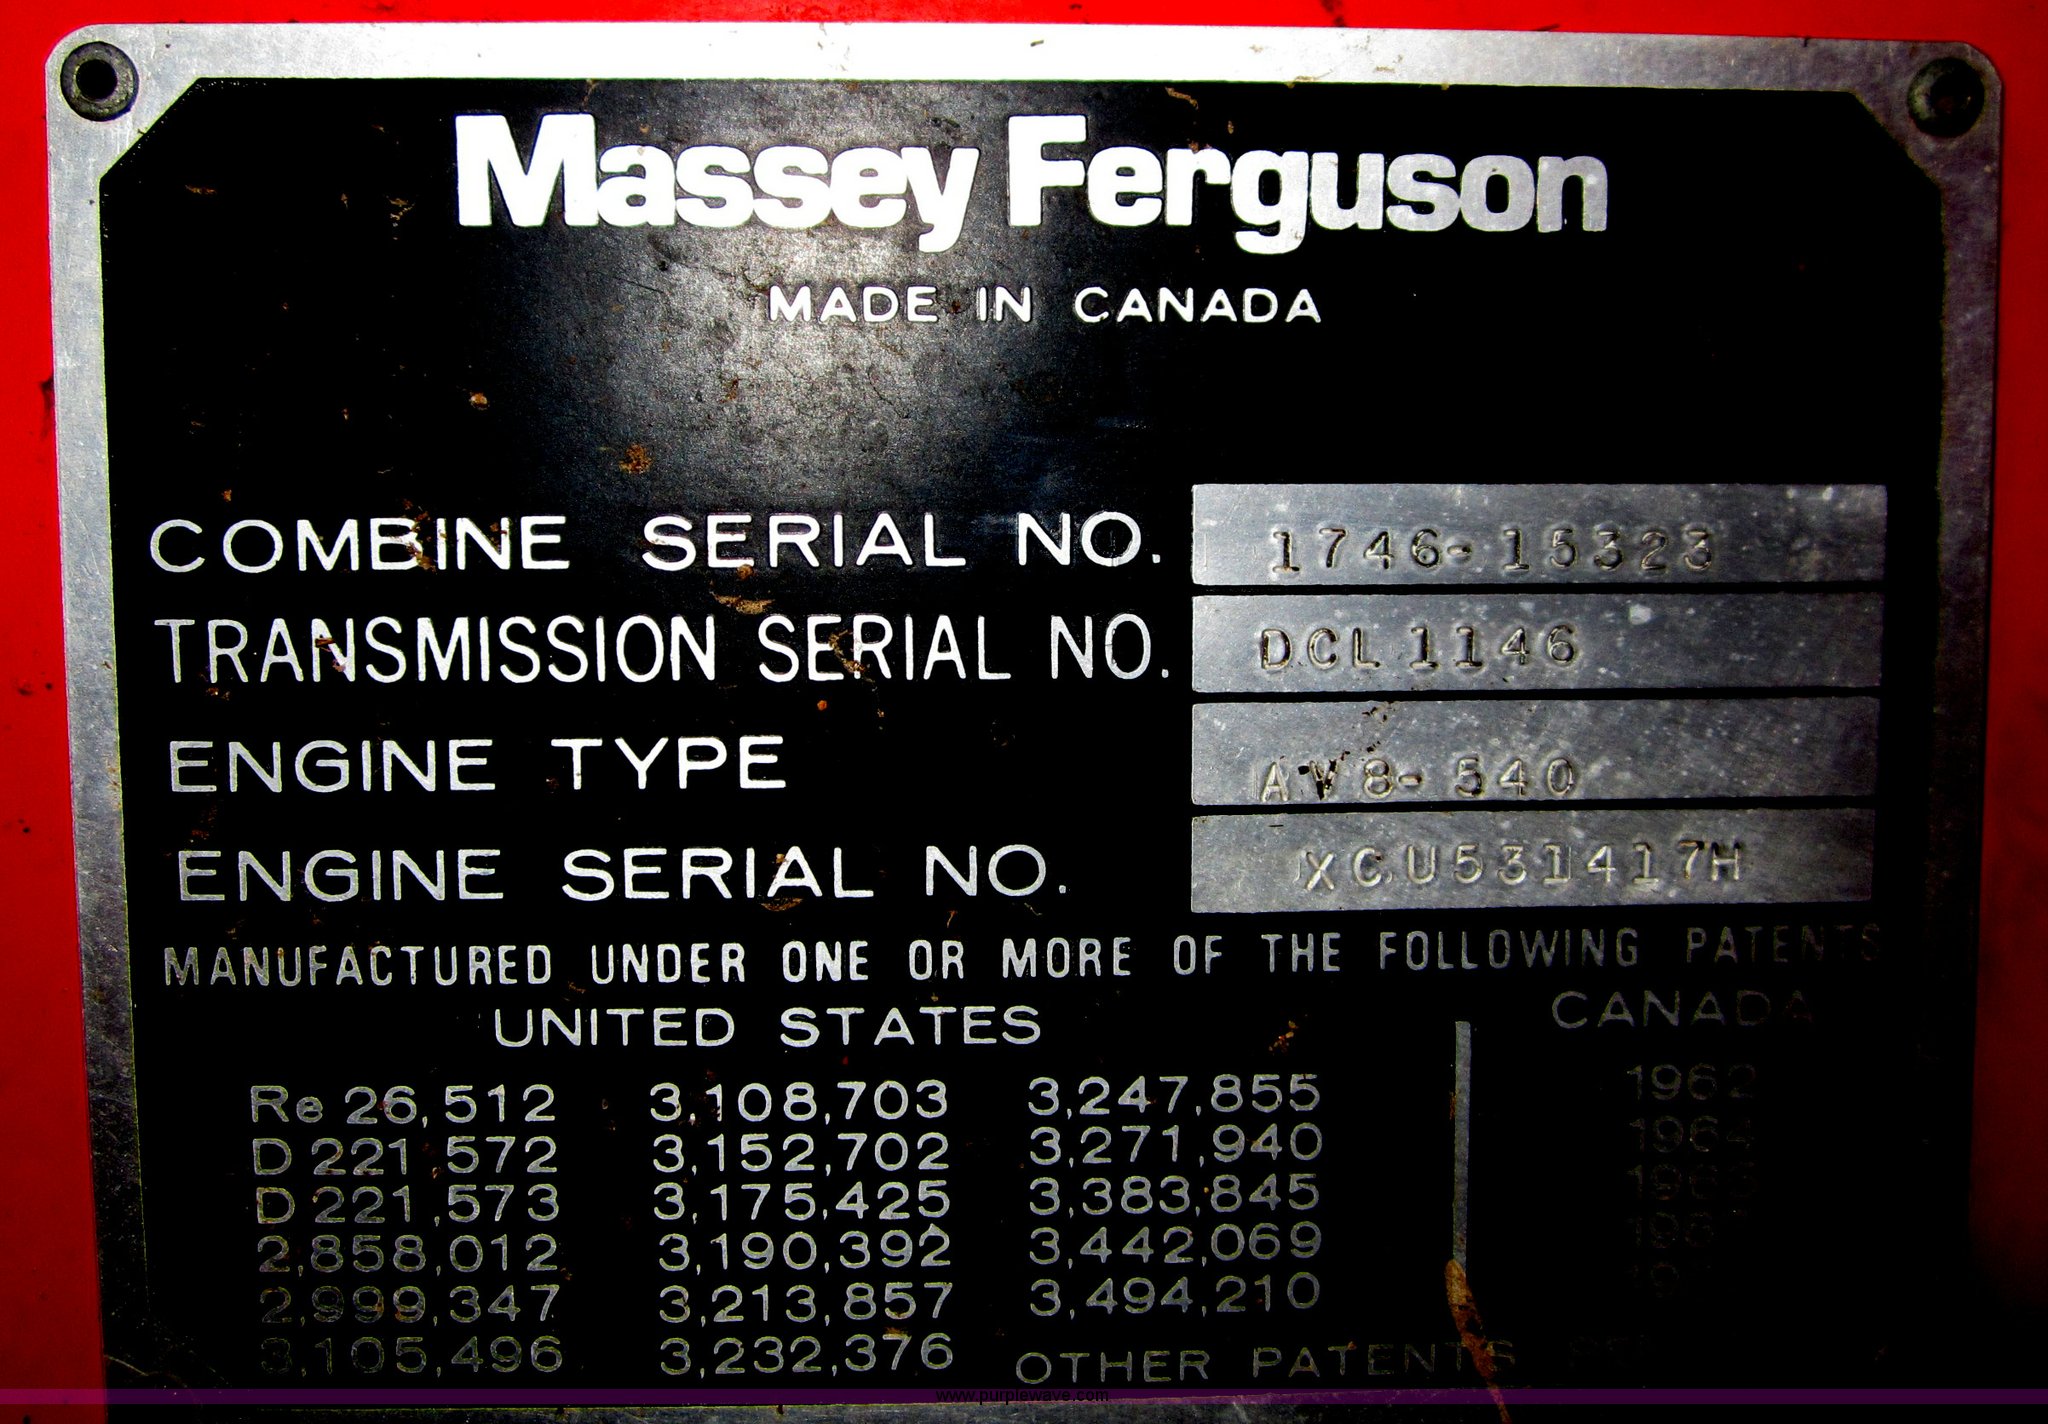 Massey Ferguson
MADE IN CANADA
COMBINE SERIAL NO. 1746-15323
TRANSMISSION SERIAL NO. DCL 1146
ENGINE TYPE AV8-540
ENGINE SERIAL NO. XCU531417H
MANUFACTURED UNDER ONE OR MORE OF THE FOLLOWING PATENTS
UNITED STATES CANADA
Re 26,512 3,108,703 3,247,855 1962
D 221,572 3,152,702 3,271,940 1964
D 221,573 3,175,425 3,383,845
2,858,012 3,190,392 3,442,069
2,999,347 3,213,857 3,494,210
3,105,496 3,232,376 OTHER PATENTS
www.purplewave.com